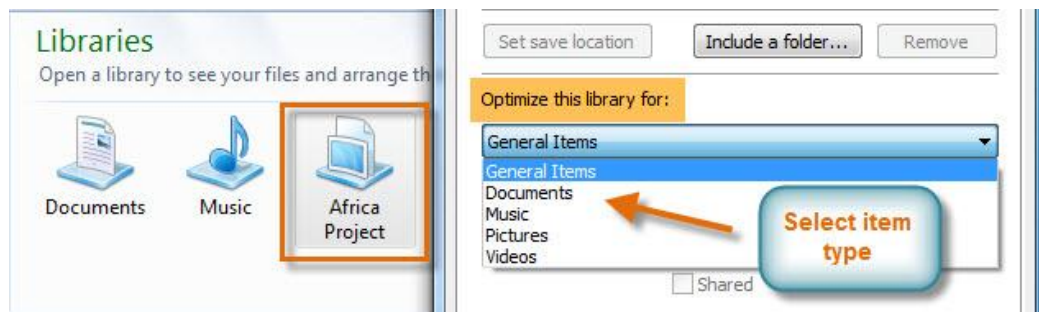 Libraries
Open a library to see your files and arrange th
Documents
Music
Africa
Project
Set save location
Include a folder...
Remove
Optimize this library for:
General Items
General Items
Documents
Music
Pictures
Videos
Select item
type
Shared